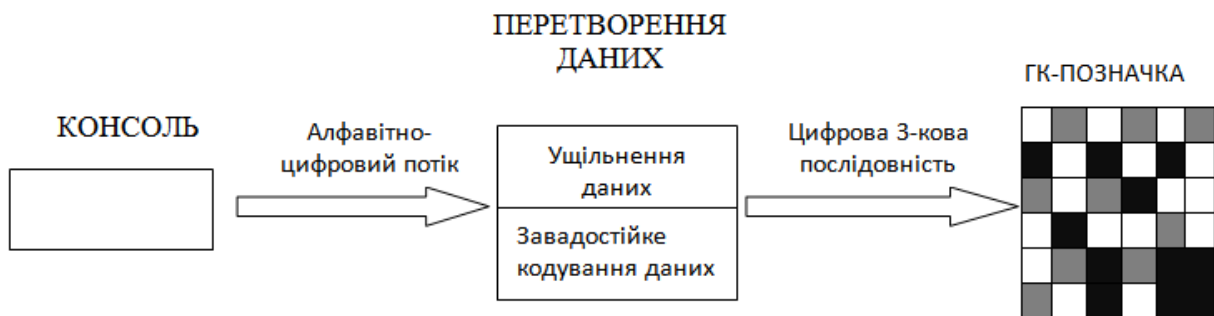 ПЕРЕТВОРЕННЯ
ДАНИХ
ГК-ПОЗНАЧКА
КОНСОЛЬ
Алфавітно-
цифровий потік
Ущільнення
даних
Завадостійке
кодування даних
Цифрова 3-кова
послідовність